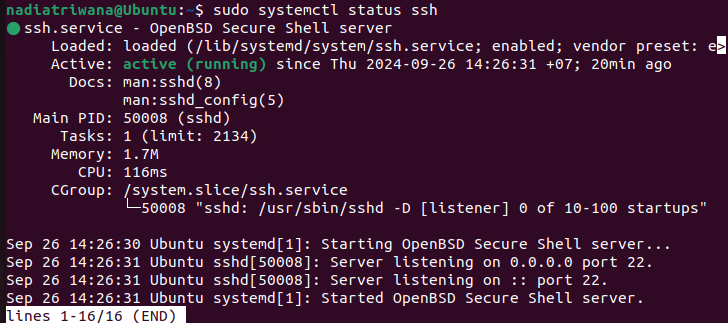 nadiatriwana@Ubuntu:~$ sudo systemctl status ssh
● ssh.service - OpenBSD Secure Shell server
     Loaded: loaded (/lib/systemd/system/ssh.service; enabled; vendor preset: e>
     Active: active (running) since Thu 2024-09-26 14:26:31 +07; 20min ago
       Docs: man:sshd(8)
             man:sshd_config(5)
   Main PID: 50008 (sshd)
      Tasks: 1 (limit: 2134)
     Memory: 1.7M
        CPU: 116ms
     CGroup: /system.slice/ssh.service
             └─50008 "sshd: /usr/sbin/sshd -D [listener] 0 of 10-100 startups"

Sep 26 14:26:30 Ubuntu systemd[1]: Starting OpenBSD Secure Shell server...
Sep 26 14:26:31 Ubuntu sshd[50008]: Server listening on 0.0.0.0 port 22.
Sep 26 14:26:31 Ubuntu sshd[50008]: Server listening on :: port 22.
Sep 26 14:26:31 Ubuntu systemd[1]: Started OpenBSD Secure Shell server.
lines 1-16/16 (END)